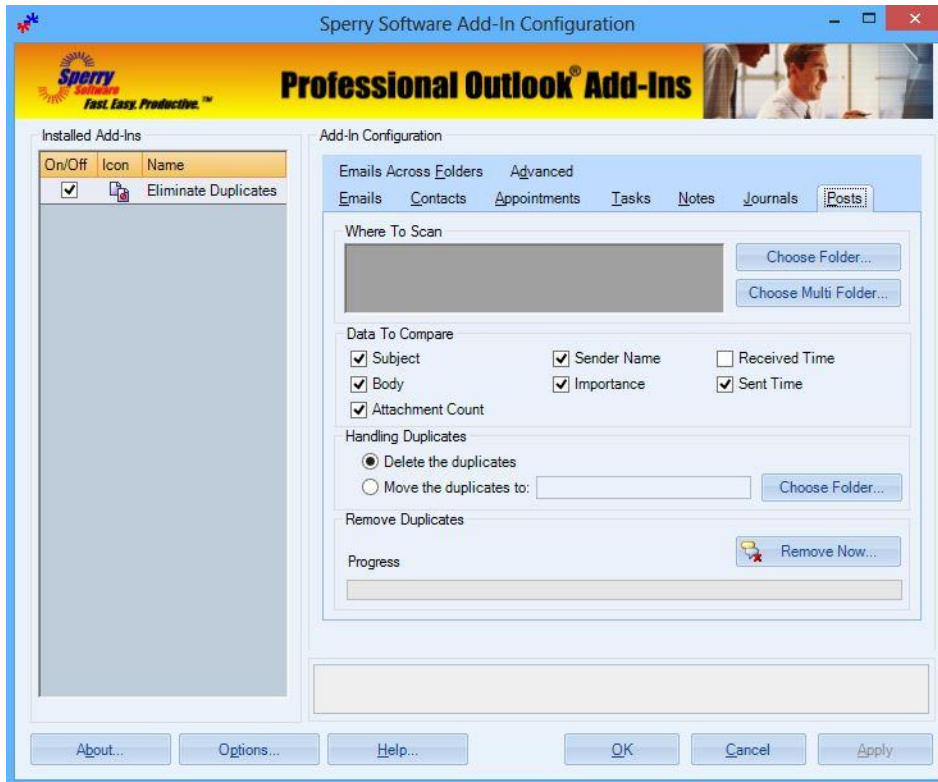 Sperry Software Add-In Configuration
Sperry
Software
Fast. Easy. Productive. ™
Professional Outlook® Add-Ins
Installed Add-Ins
On/Off Icon Name
Eliminate Duplicates
Add-In Configuration
Emails Across Folders Advanced
Emails Contacts Appointments Tasks Notes Journals Posts
Where To Scan
Choose Folder...
Choose Multi Folder...
Data To Compare
Subject Sender Name Received Time
Body Importance Sent Time
Attachment Count
Handling Duplicates
Delete the duplicates
Move the duplicates to: Choose Folder...
Remove Duplicates
Remove Now...
Progress
About... Options... Help... OK Cancel Apply